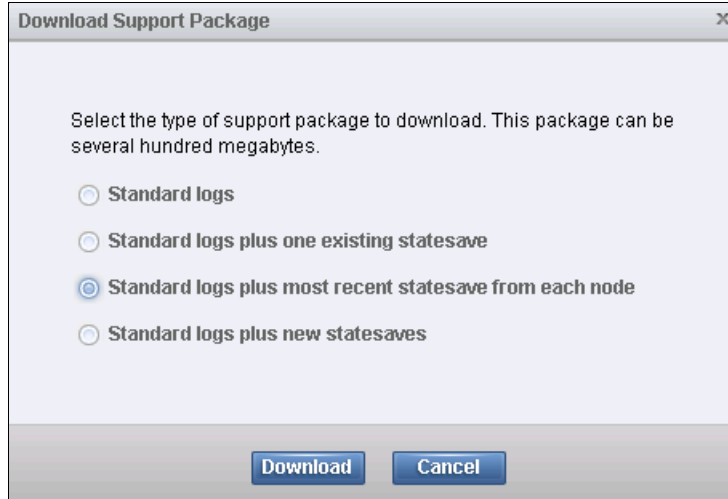 Download Support Package
Select the type of support package to download. This package can be
several hundred megabytes.
Standard logs
Standard logs plus one existing statesave
Standard logs plus most recent statesave from each node
Standard logs plus new statesaves
Download
Cancel